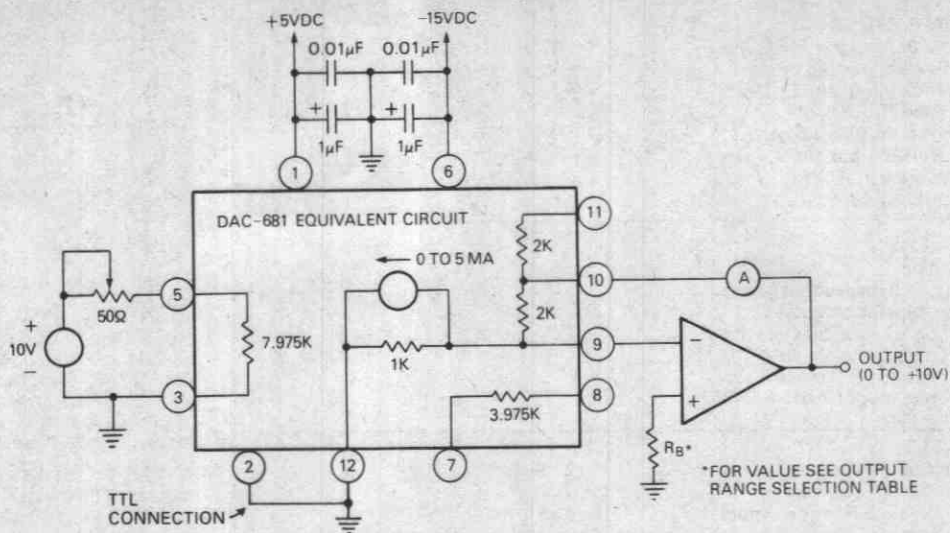 +5VDC
-15VDC
0.01µF
0.01µF
+
+
1µF
1µF
1
6
DAC-681 EQUIVALENT CIRCUIT
11
2K
0 TO 5 MA
10
A
5
50Ω
+
10V
-
7.975K
2K
1K
9
-
+
OUTPUT
(0 TO +10V)
3
8
3.975K
2
12
7
RB*
*FOR VALUE SEE OUTPUT
RANGE SELECTION TABLE
TTL
CONNECTION